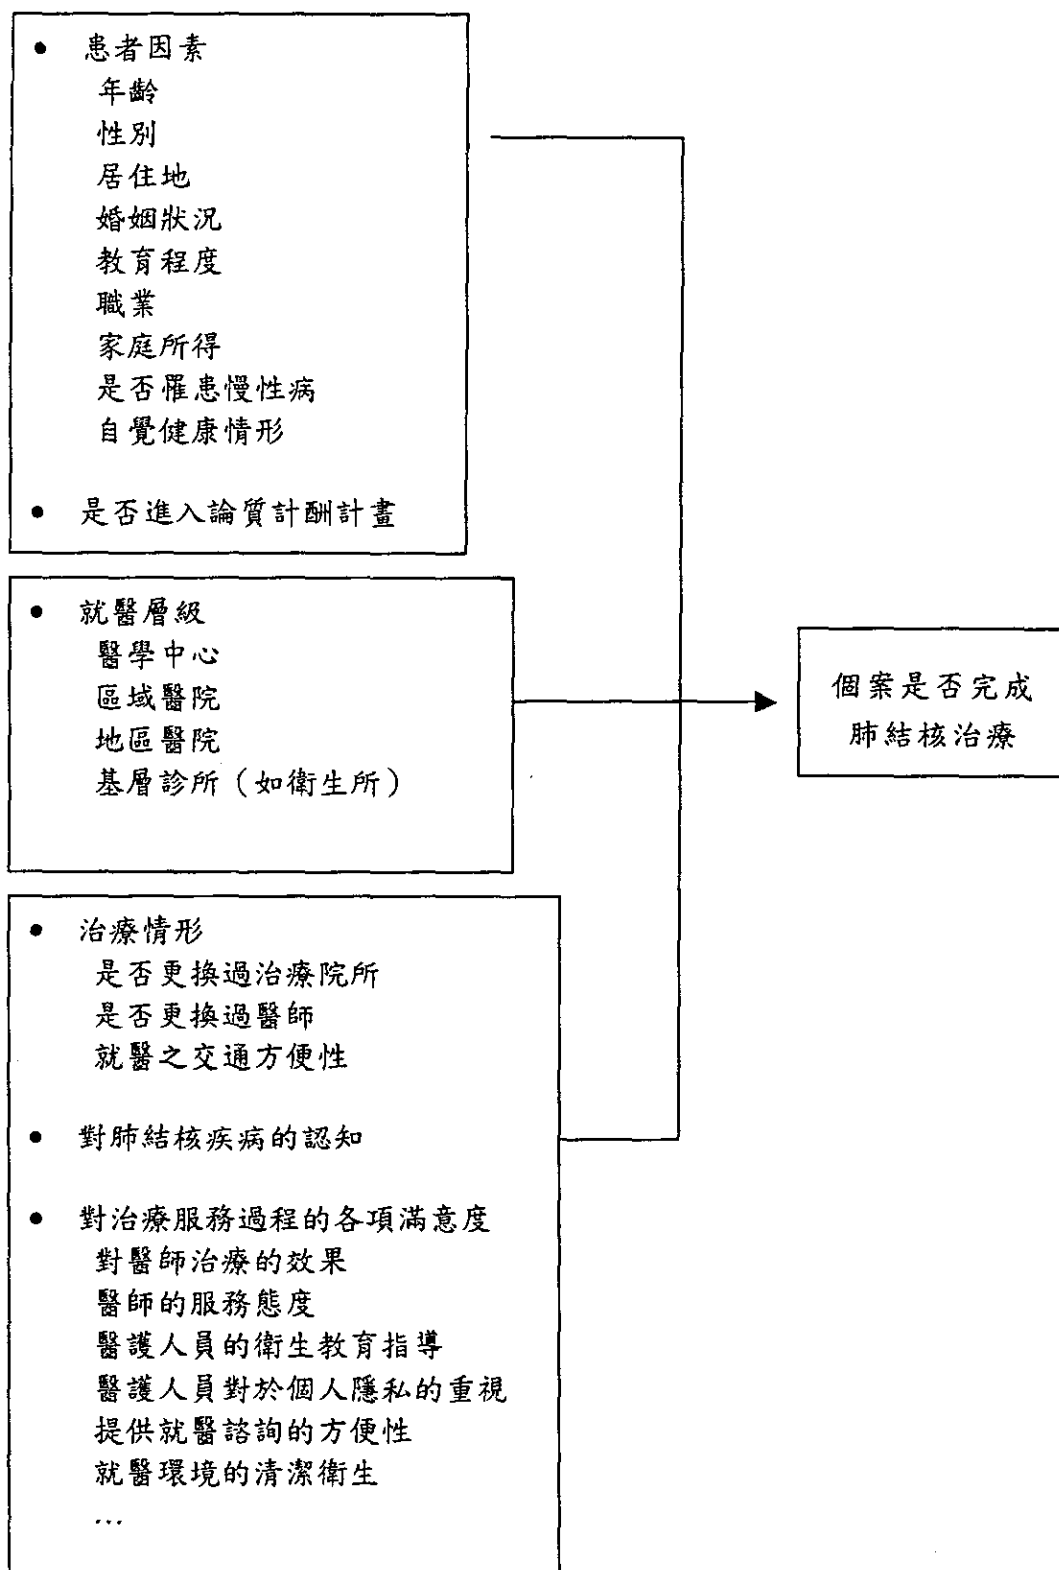 • 患者因素
年齡
性別
居住地
婚姻狀況
教育程度
職業
家庭所得
是否罹患慢性病
自覺健康情形
• 是否進入論質計酬計畫
• 就醫層級
醫學中心
區域醫院
地區醫院
基層診所（如衛生所）
• 治療情形
是否更換過治療院所
是否更換過醫師
就醫之交通方便性
• 對肺結核疾病的認知
• 對治療服務過程的各項滿意度
對醫師治療的效果
醫師的服務態度
醫護人員的衛生教育指導
醫護人員對於個人隱私的重視
提供就醫諮詢的方便性
就醫環境的清潔衛生
…
個案是否完成
肺結核治療